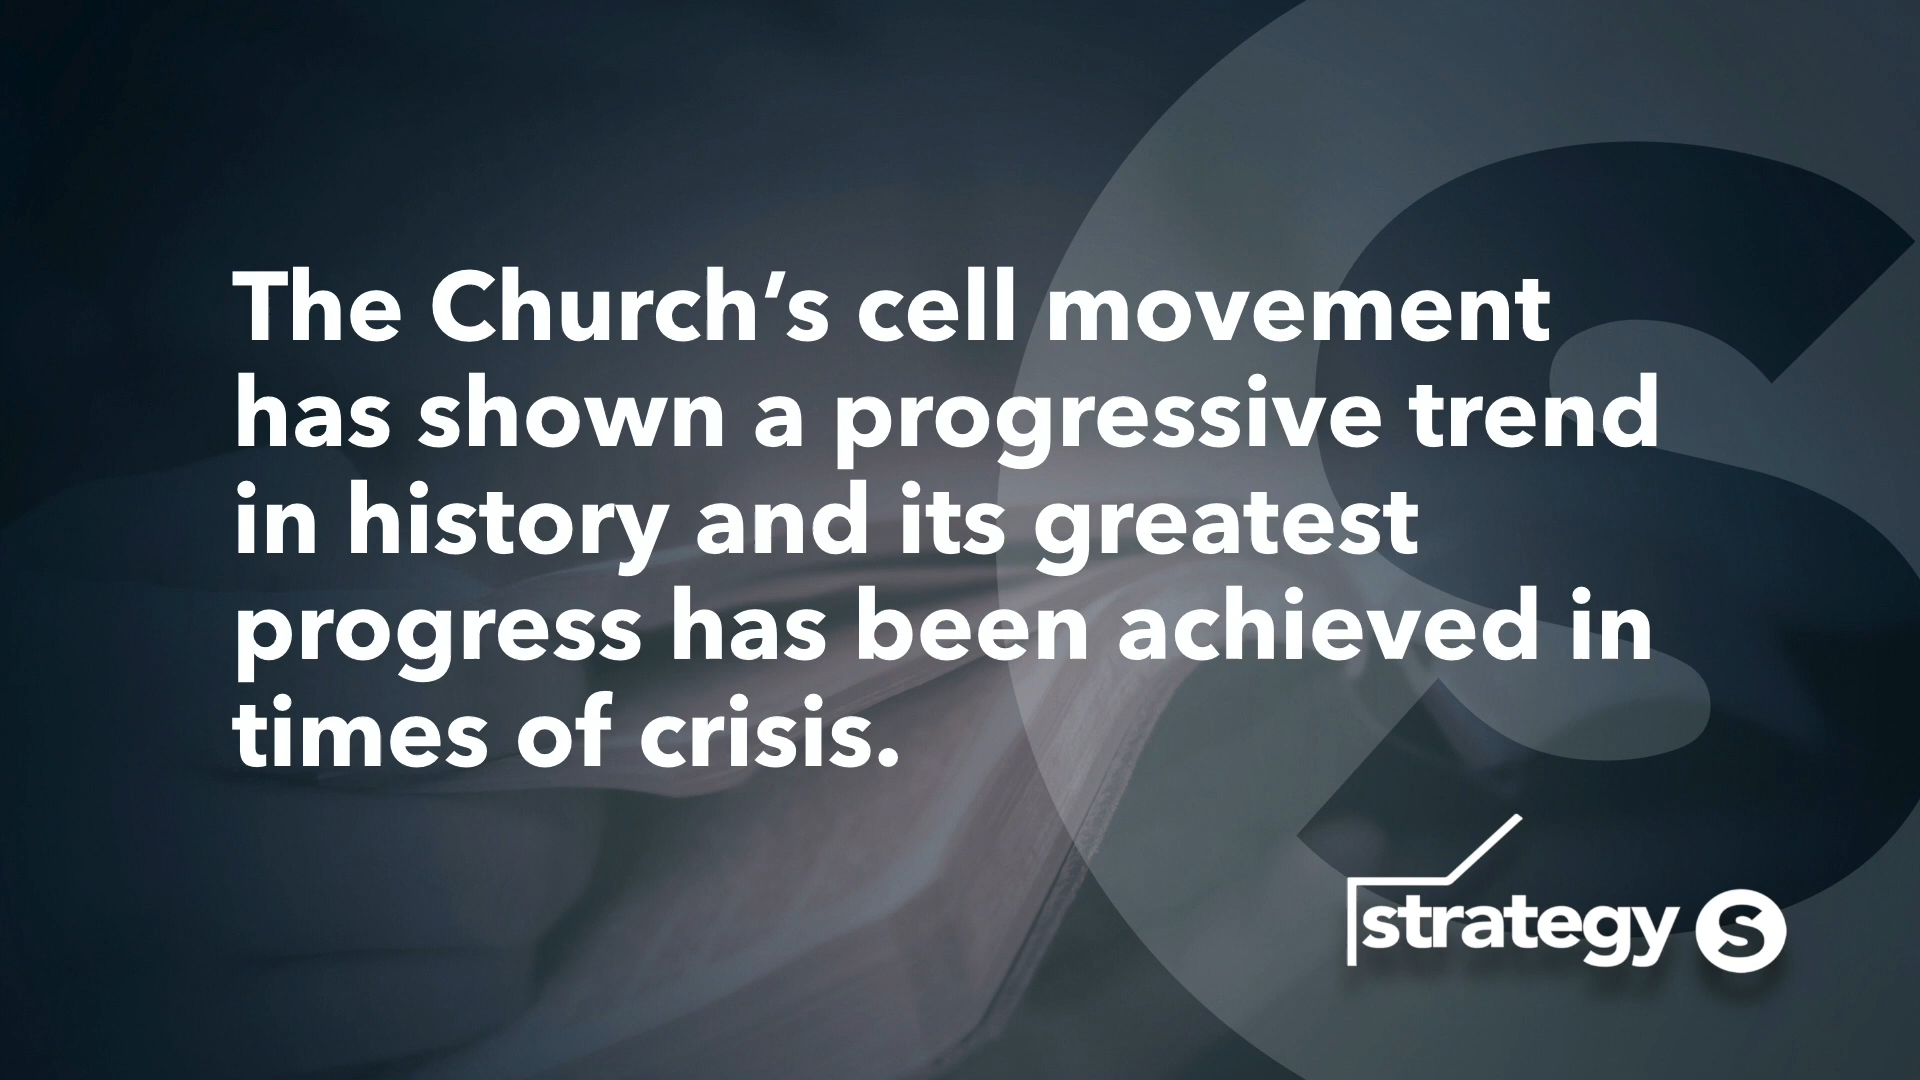 The Church’s cell movement
has shown a progressive trend
in history and its greatest
progress has been achieved in
times of crisis.
strategy S
S